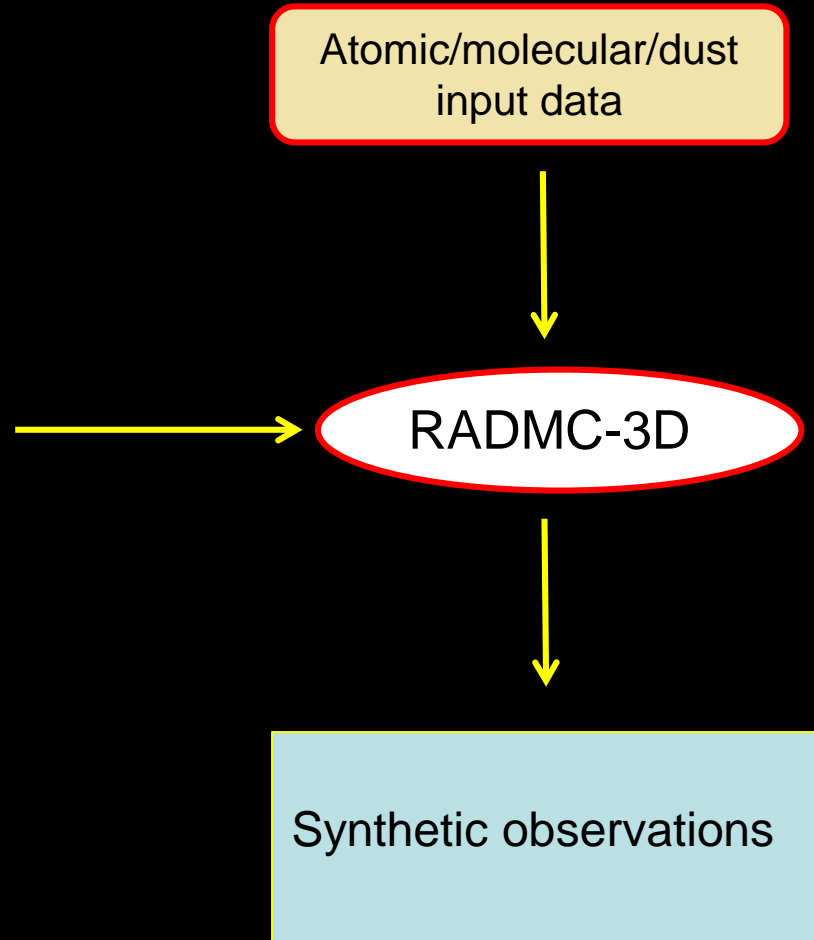 Atomic/molecular/dust
input data
RADMC-3D
Synthetic observations